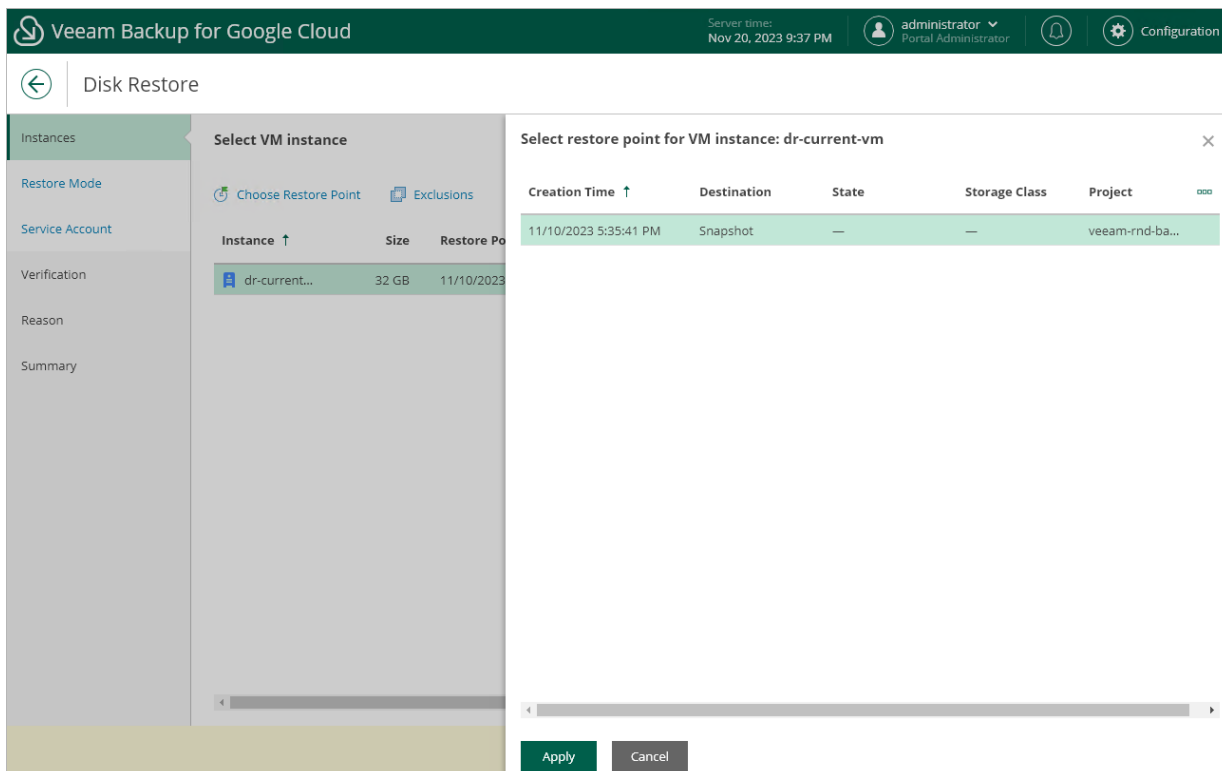 Veeam Backup for Google Cloud
Server time:
Nov 20, 2023 9:37 PM
administrator
Portal Administrator
Configuration
Disk Restore
Instances
Restore Mode
Service Account
Verification
Reason
Summary
Select VM instance
Choose Restore Point Exclusions
Instance ↑ Size Restore Po
dr-current... 32 GB 11/10/2023
Select restore point for VM instance: dr-current-vm
Creation Time ↑ Destination State Storage Class Project
11/10/2023 5:35:41 PM Snapshot — — veeam-rnd-ba...
Apply Cancel